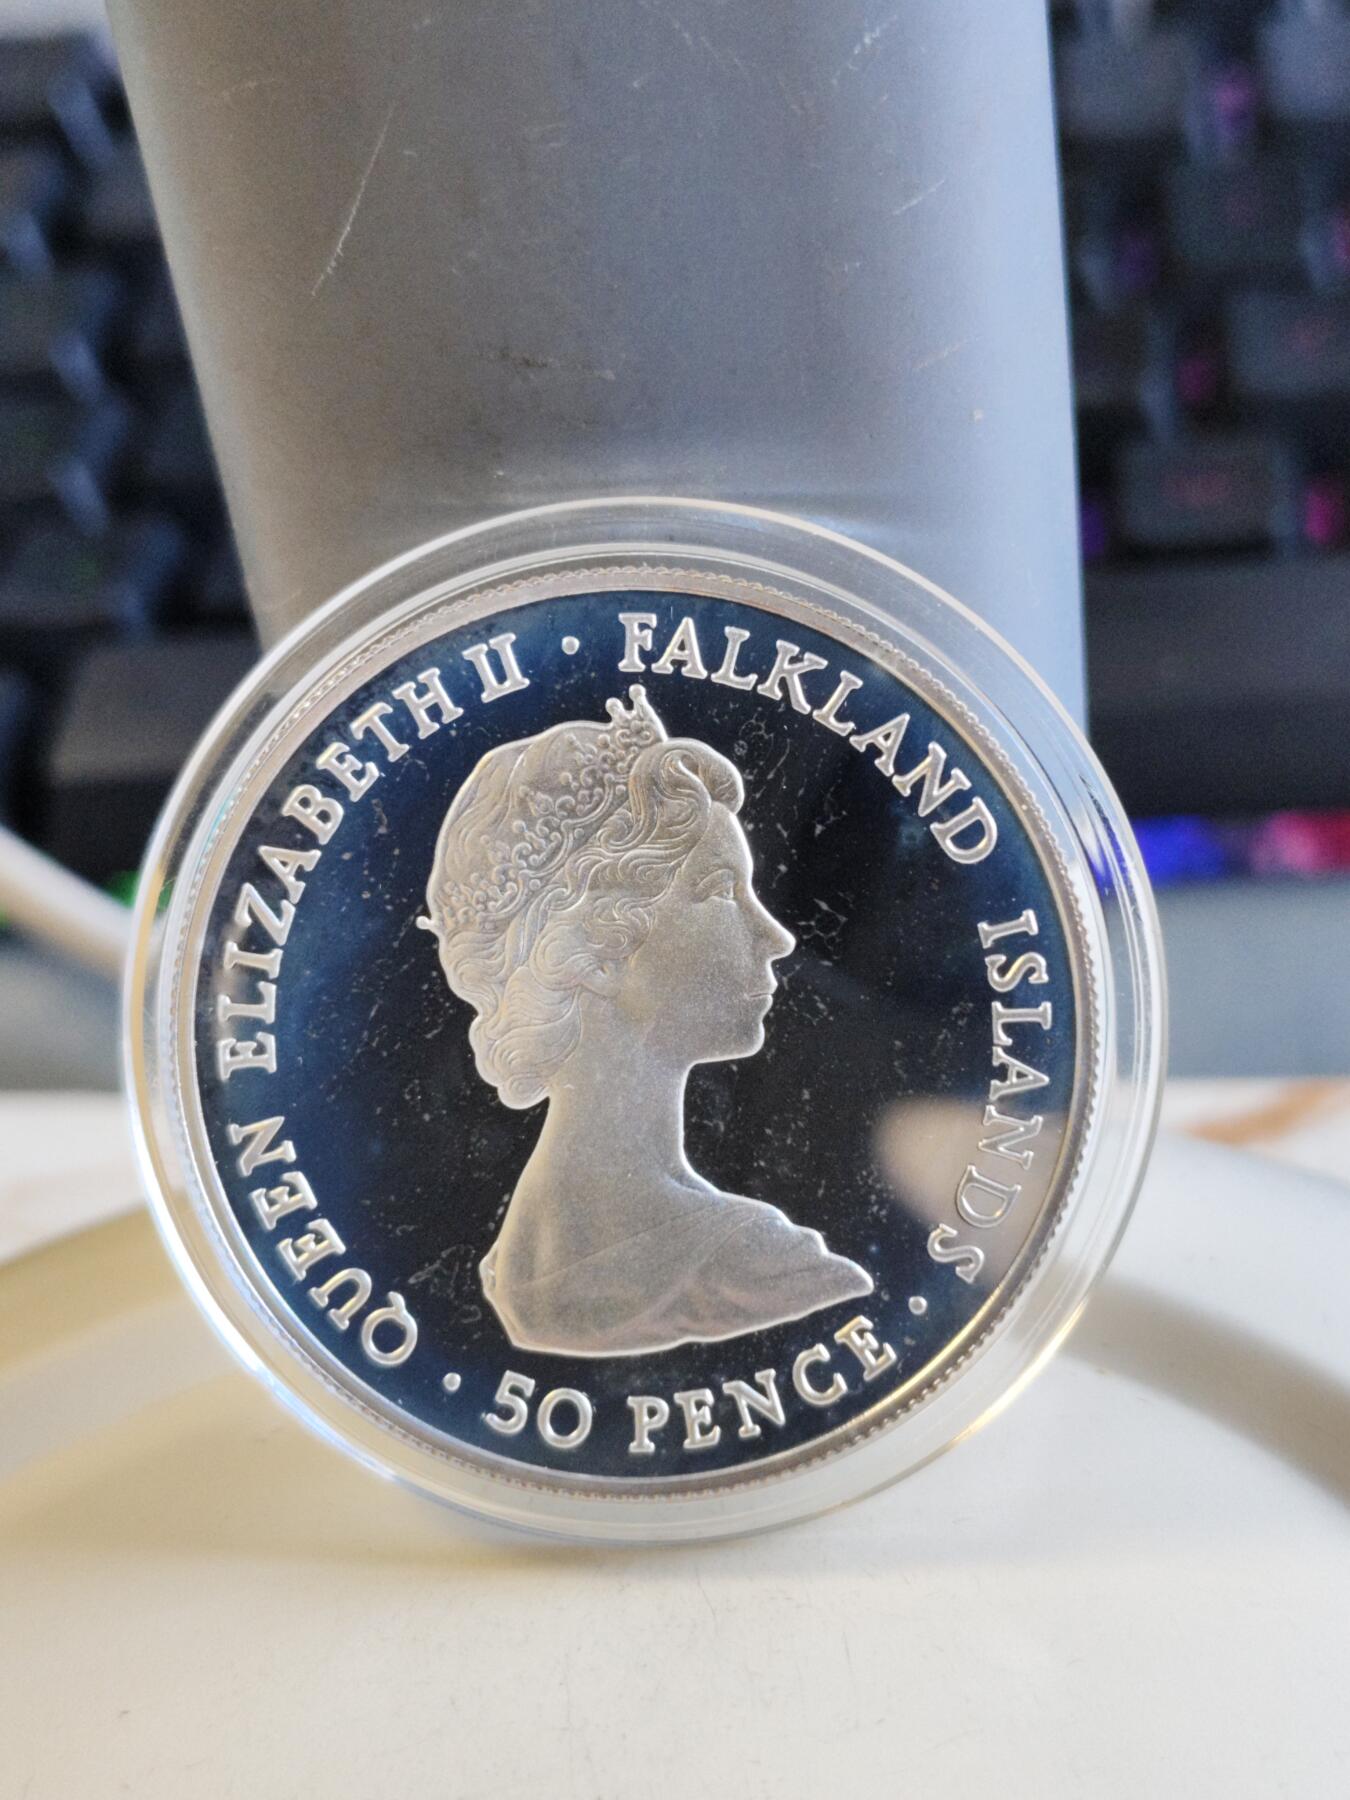 QUEEN ELIZABETH II · FALKLAND ISLANDS
· 50 PENCE ·